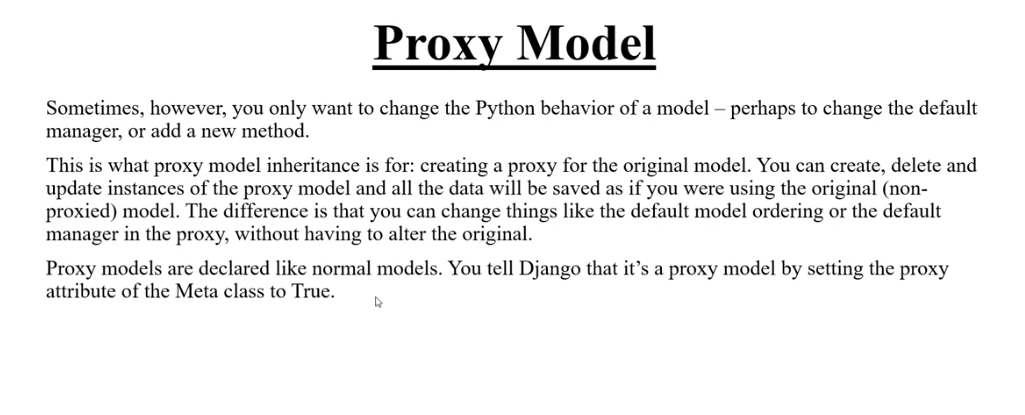 Proxy Model
Sometimes, however, you only want to change the Python behavior of a model – perhaps to change the default
manager, or add a new method.
This is what proxy model inheritance is for: creating a proxy for the original model. You can create, delete and
update instances of the proxy model and all the data will be saved as if you were using the original (non-
proxied) model. The difference is that you can change things like the default model ordering or the default
manager in the proxy, without having to alter the original.
Proxy models are declared like normal models. You tell Django that it’s a proxy model by setting the proxy
attribute of the Meta class to True.